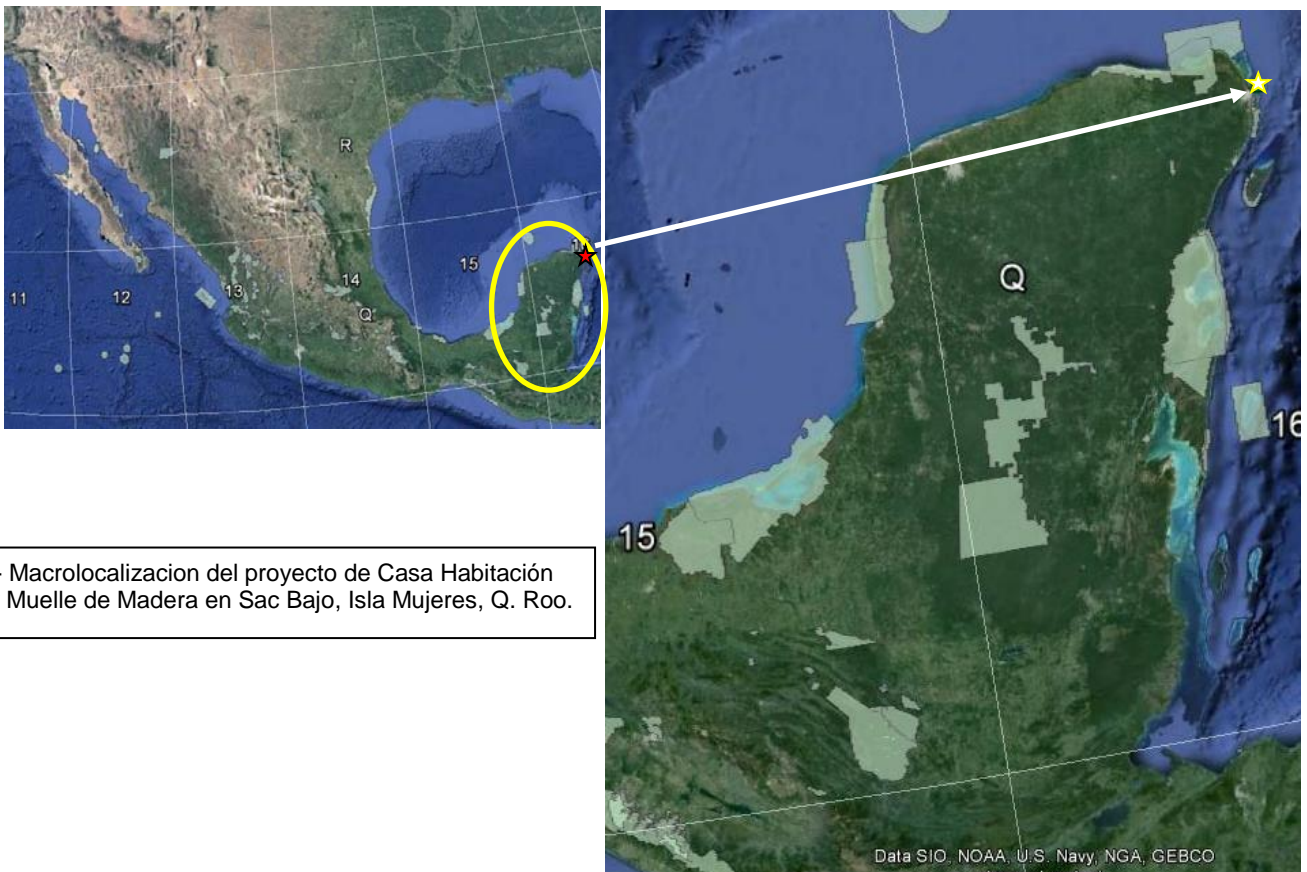 R
15
1
11
12
13
14
Q
- Macrolocalizacion del proyecto de Casa Habitación
Muelle de Madera en Sac Bajo, Isla Mujeres, Q. Roo.
Q
16
15
Data SIO, NOAA, U.S. Navy, NGA, GEBCO